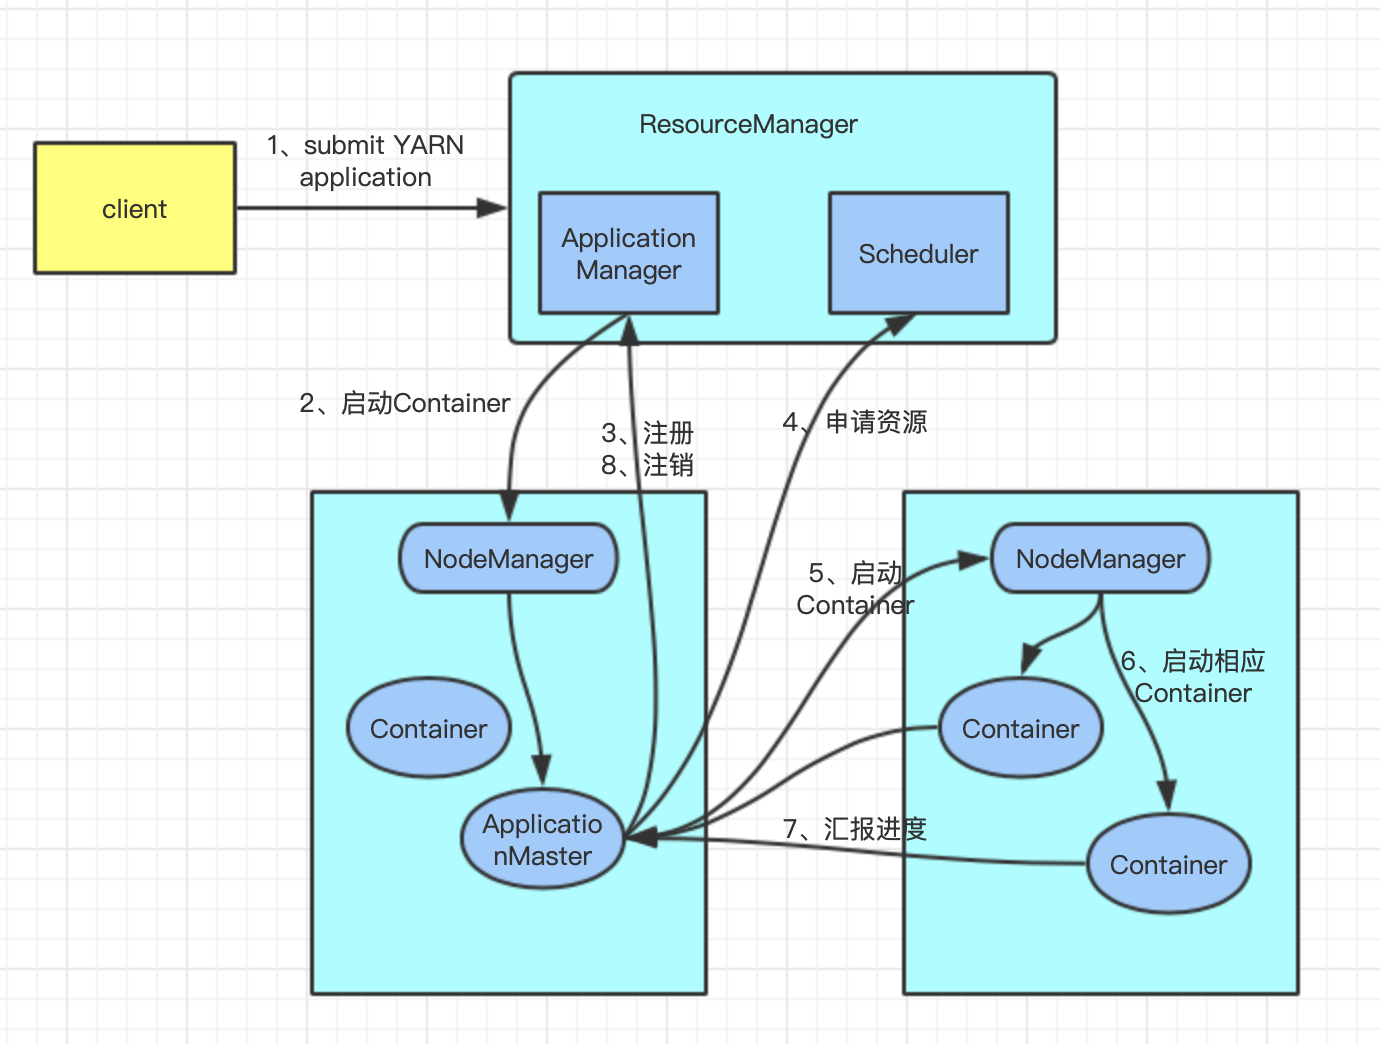 ResourceManager
1、submit YARN
application
client
Application
Manager
Scheduler
2、启动Container
3、注册
8、注销
4、申请资源
NodeManager
5、启动
Container
NodeManager
6、启动相应
Container
Container
Container
Applicatio
nMaster
7、汇报进度
Container